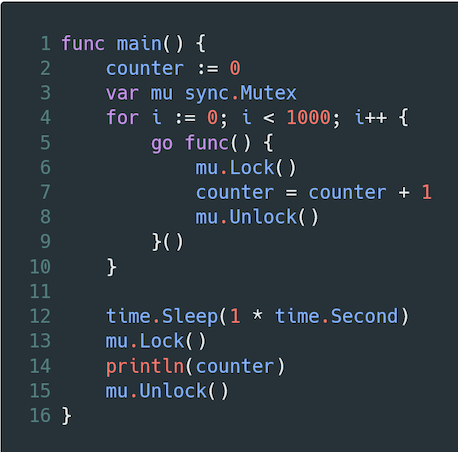 1 func main() {
2     counter := 0
3     var mu sync.Mutex
4     for i := 0; i < 1000; i++ {
5         go func() {
6             mu.Lock()
7             counter = counter + 1
8             mu.Unlock()
9         }()
10     }
11
12     time.Sleep(1 * time.Second)
13     mu.Lock()
14     println(counter)
15     mu.Unlock()
16 }